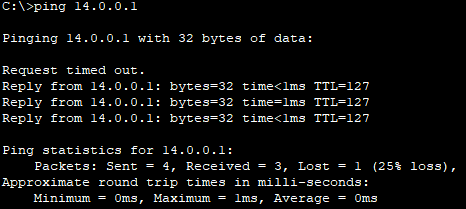 C:\>ping 14.0.0.1
Pinging 14.0.0.1 with 32 bytes of data:
Request timed out.
Reply from 14.0.0.1: bytes=32 time<1ms TTL=127
Reply from 14.0.0.1: bytes=32 time=1ms TTL=127
Reply from 14.0.0.1: bytes=32 time<1ms TTL=127
Ping statistics for 14.0.0.1:
Packets: Sent = 4, Received = 3, Lost = 1 (25% loss),
Approximate round trip times in milli-seconds:
Minimum = 0ms, Maximum = 1ms, Average = 0ms